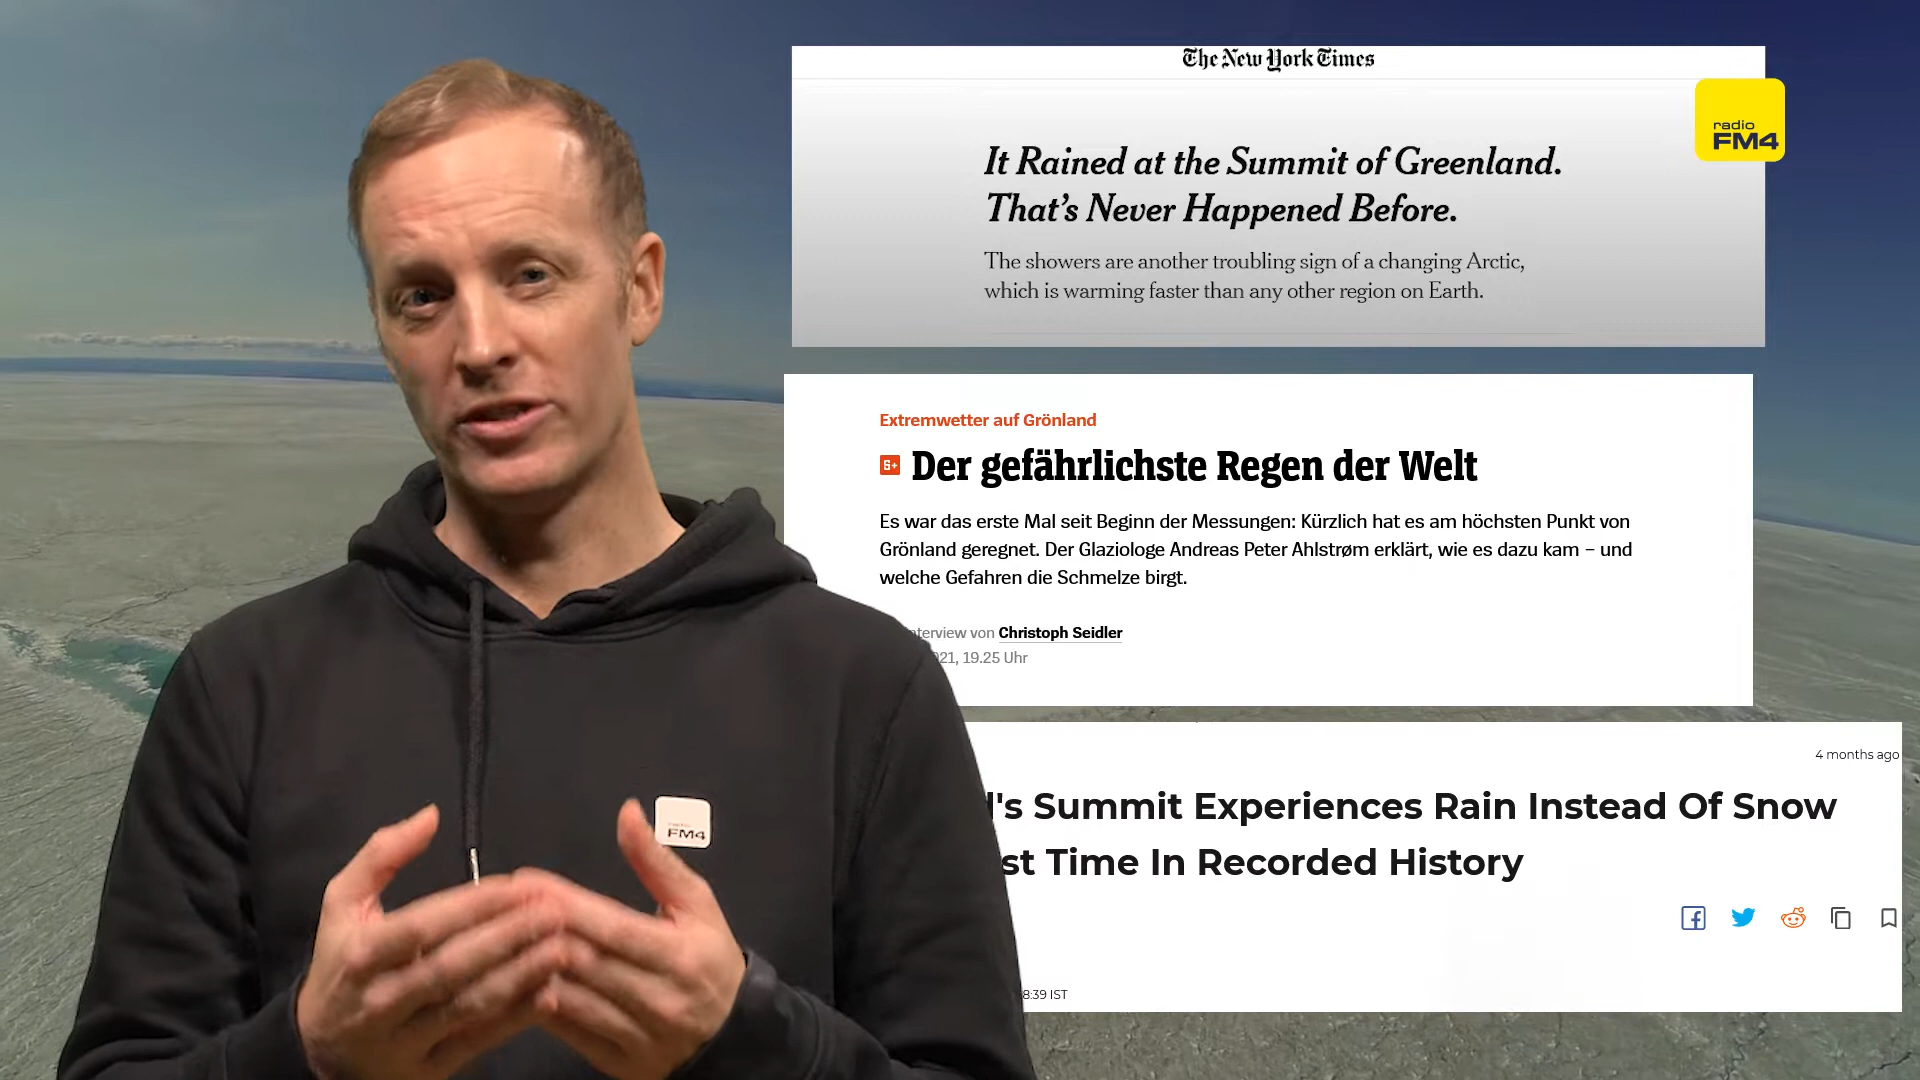 The New York Times
radio
FM4
It Rained at the Summit of Greenland.
That's Never Happened Before.
The showers are another troubling sign of a changing Arctic,
which is warming faster than any other region on Earth.
Extremwetter auf Grönland
S+ Der gefährlichste Regen der Welt
Es war das erste Mal seit Beginn der Messungen: Kürzlich hat es am höchsten Punkt von
Grönland geregnet. Der Glaziologe Andreas Peter Ahlstrøm erklärt, wie es dazu kam – und
welche Gefahren die Schmelze birgt.
terview von Christoph Seidler
21, 19.25 Uhr
4 months ago
's Summit Experiences Rain Instead Of Snow
st Time In Recorded History
8:39 IST
FM4